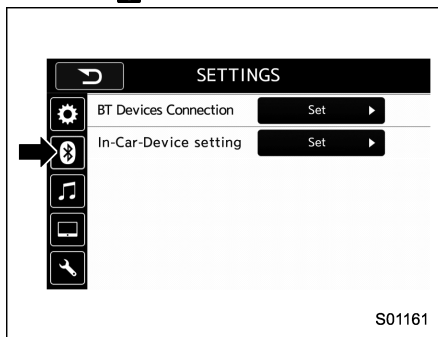 SETTINGS
BT Devices Connection Set
In-Car-Device setting Set
S01161